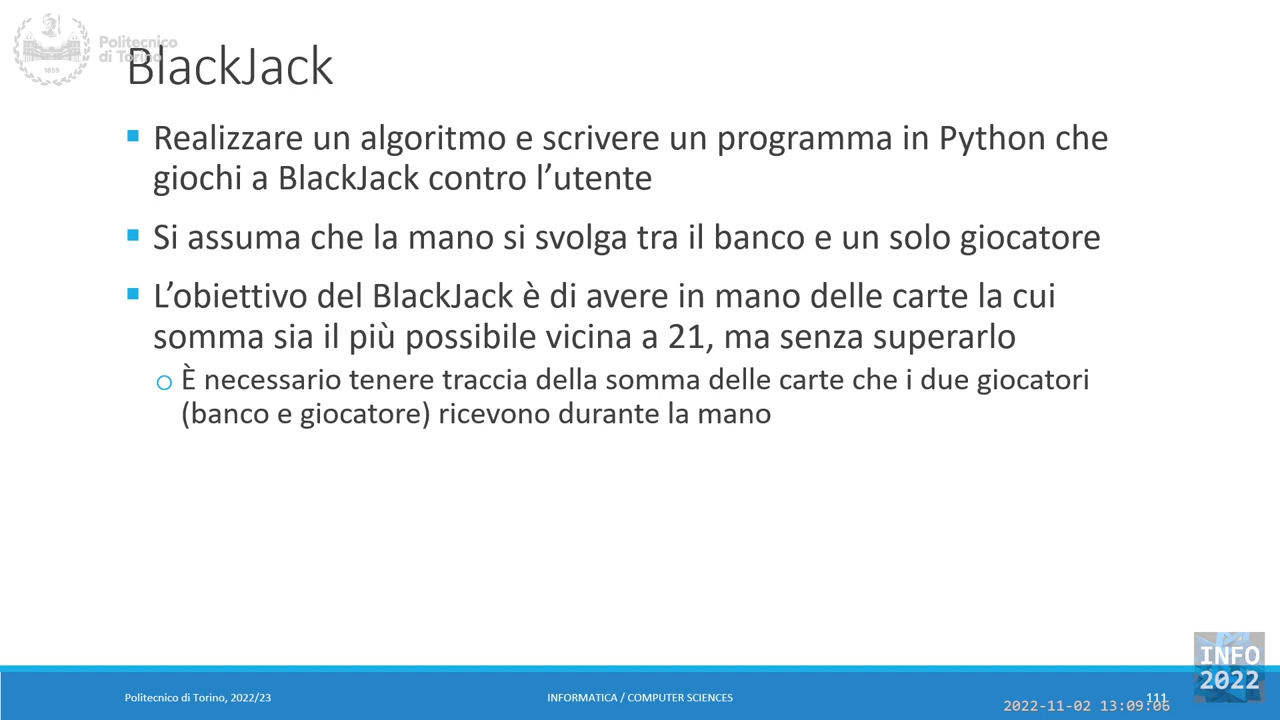 Politecnico
di Torino
1859
BlackJack
Realizzare un algoritmo e scrivere un programma in Python che
giochi a BlackJack contro l’utente
Si assuma che la mano si svolga tra il banco e un solo giocatore
L’obiettivo del BlackJack è di avere in mano delle carte la cui
somma sia il più possibile vicina a 21, ma senza superarlo
È necessario tenere traccia della somma delle carte che i due giocatori
(banco e giocatore) ricevono durante la mano
INFO
2022
Politecnico di Torino, 2022/23
INFORMATICA / COMPUTER SCIENCES
111
2022-11-02 13:09:06